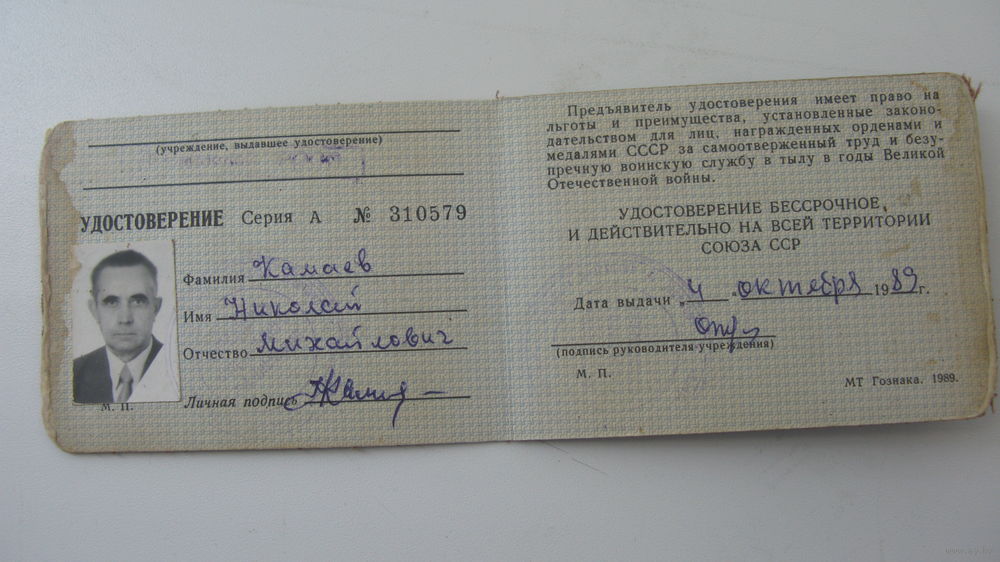 (учреждение, выдавшее удостоверение)
УДОСТОВЕРЕНИЕ Серия А № 310579
Фамилия Камаев
Имя Николай
Отчество Михайлович
Личная подпись
М. П.
Предъявитель удостоверения имеет право на
льготы и преимущества, установленные законо-
дательством для лиц, награжденных орденами и
медалями СССР за самоотверженный труд и безу-
пречную воинскую службу в тылу в годы Великой
Отечественной войны.
УДОСТОВЕРЕНИЕ БЕССРОЧНОЕ
И ДЕЙСТВИТЕЛЬНО НА ВСЕЙ ТЕРРИТОРИИ
СОЮЗА ССР
Дата выдачи „4" октября 1989г.
(подпись руководителя учреждения)
М. П.
МТ Гознака. 1989.